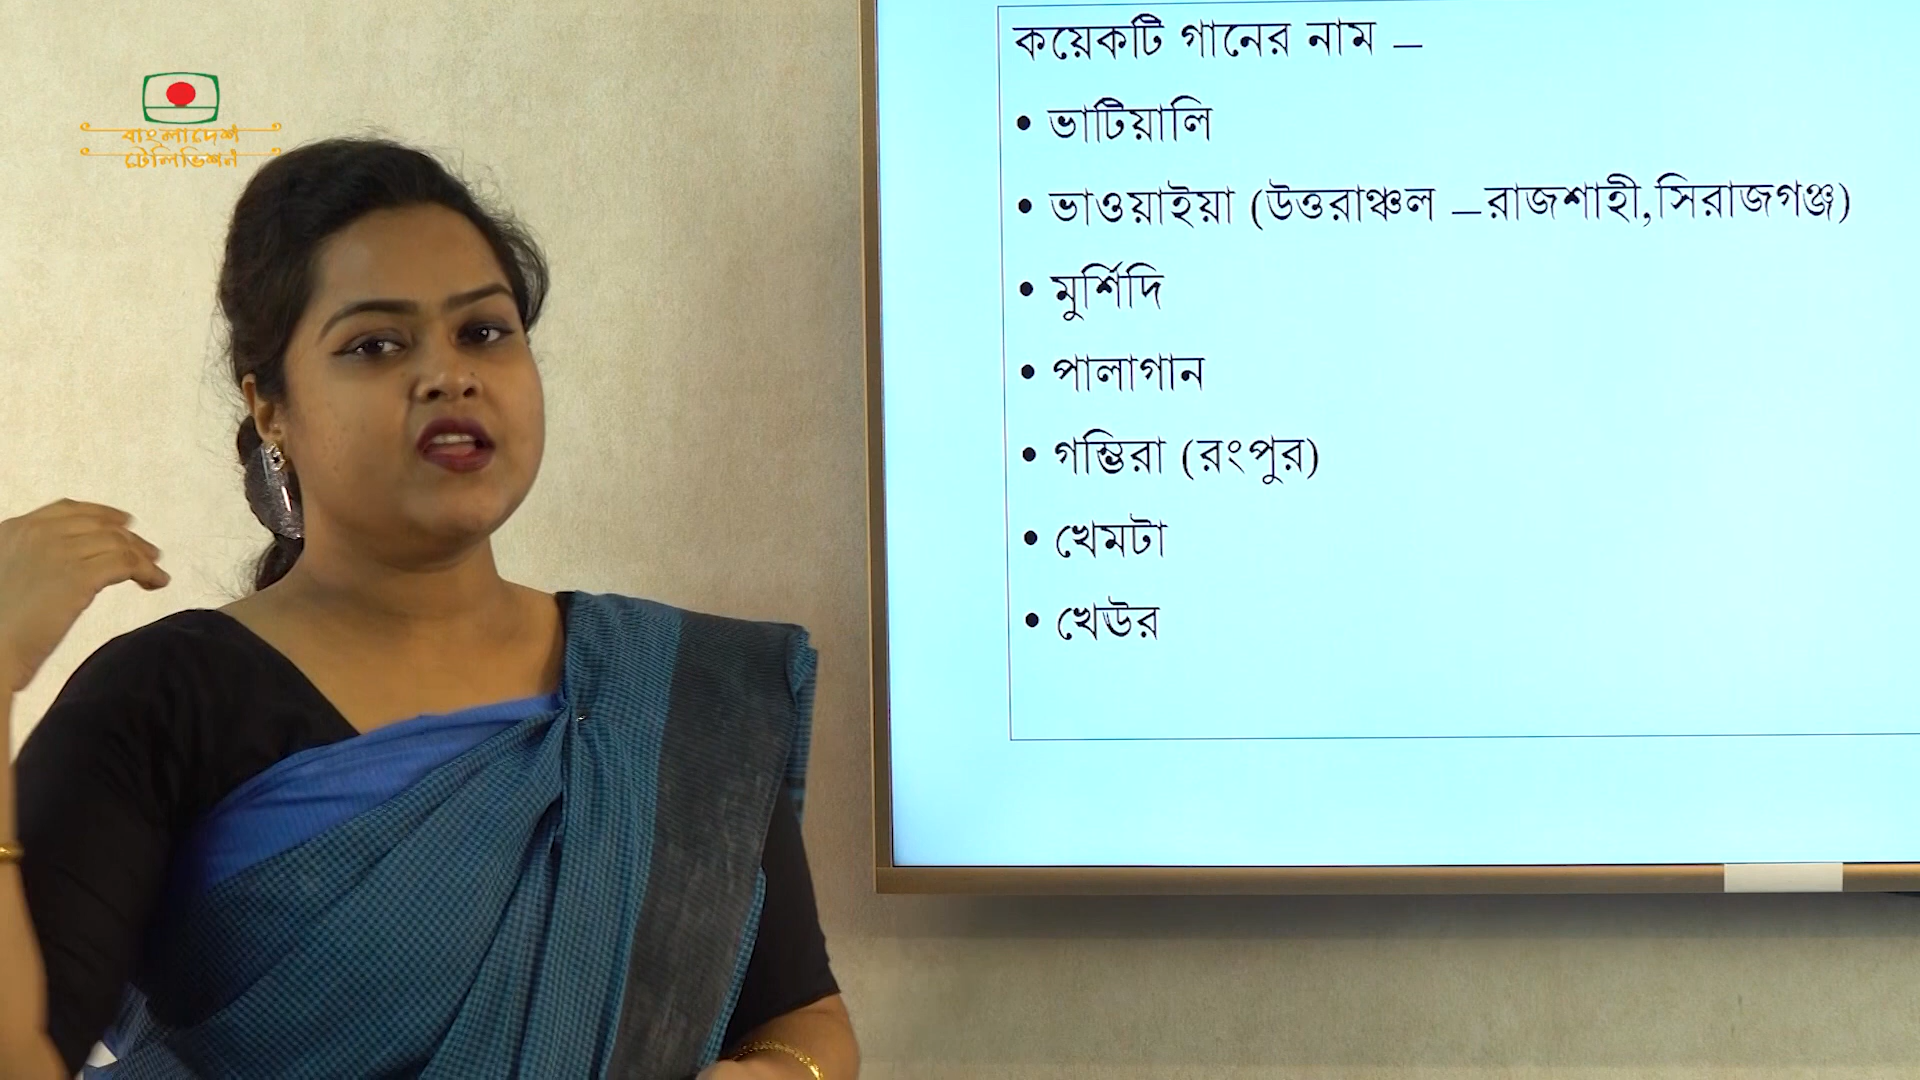 বাংলাদেশ
টেলিভিশন
কয়েকটি গানের নাম –
• ভাটিয়ালি
• ভাওয়াইয়া (উত্তরাঞ্চল –রাজশাহী,সিরাজগঞ্জ)
• মুর্শিদি
• পালাগান
• গম্ভিরা (রংপুর)
• খেমটা
• খেউর